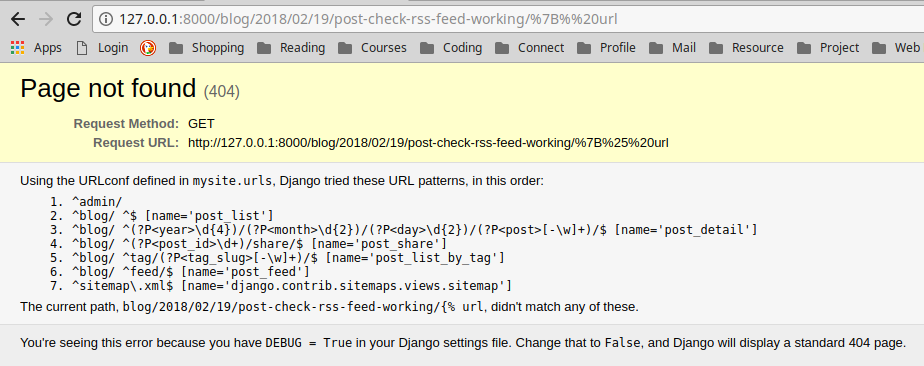 127.0.0.1:8000/blog/2018/02/19/post-check-rss-feed-working/%7B%%20url
Apps Login Shopping Reading Courses Coding Connect Profile Mail Resource Project Web
Page not found (404)
Request Method: GET
Request URL: http://127.0.0.1:8000/blog/2018/02/19/post-check-rss-feed-working/%7B%25%20url
Using the URLconf defined in mysite.urls, Django tried these URL patterns, in this order:
1. ^admin/
2. ^blog/ ^$ [name='post_list']
3. ^blog/ ^(?P<year>\d{4})/(?P<month>\d{2})/(?P<day>\d{2})/(?P<post>[-\w]+)/$ [name='post_detail']
4. ^blog/ ^(?P<post_id>\d+)/share/$ [name='post_share']
5. ^blog/ ^tag/(?P<tag_slug>[-\w]+)/$ [name='post_list_by_tag']
6. ^blog/ ^feed/$ [name='post_feed']
7. ^sitemap\.xml$ [name='django.contrib.sitemaps.views.sitemap']
The current path, blog/2018/02/19/post-check-rss-feed-working/{% url, didn't match any of these.
You're seeing this error because you have DEBUG = True in your Django settings file. Change that to False, and Django will display a standard 404 page.